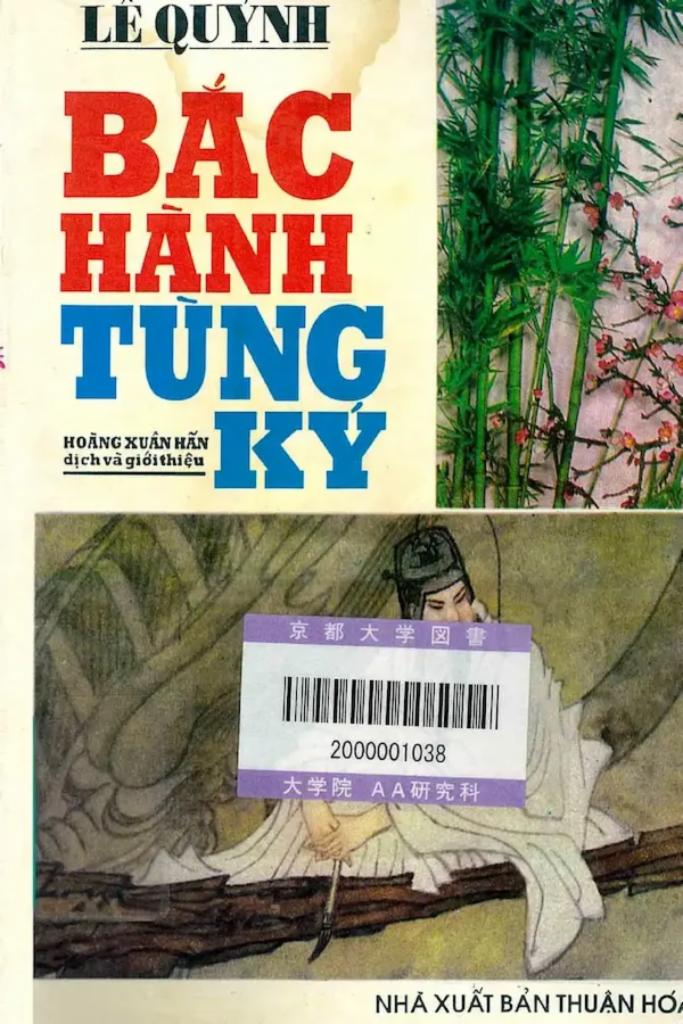 LÊ QUÝNH
BẮC
HÀNH
TÙNG
KÝ
HOÀNG XUÂN HÃN
dịch và giới thiệu
京都大学図書
2000001038
大学院 AA研究科
NHÀ XUẤT BẢN THUẬN HÓA